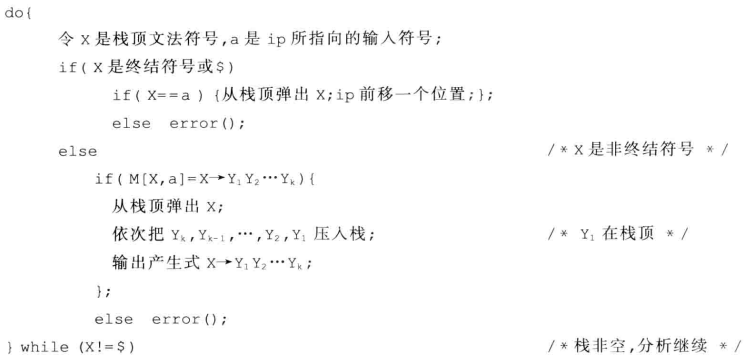 do{
令 X 是栈顶文法符号,a 是 ip 所指向的输入符号;
if( X 是终结符号或$)
if( X==a ) {从栈顶弹出 X;ip 前移一个位置;};
else error();
else /* X 是非终结符号 */
if( M[X,a]=X→Y₁Y₂…Yₖ){
从栈顶弹出 X;
依次把 Yₖ,Yₖ₋₁,…,Y₂,Y₁ 压入栈; /* Y₁ 在栈顶 */
输出产生式 X→Y₁Y₂…Yₖ;
};
else error();
} while (X!=$) /* 栈非空,分析继续 */